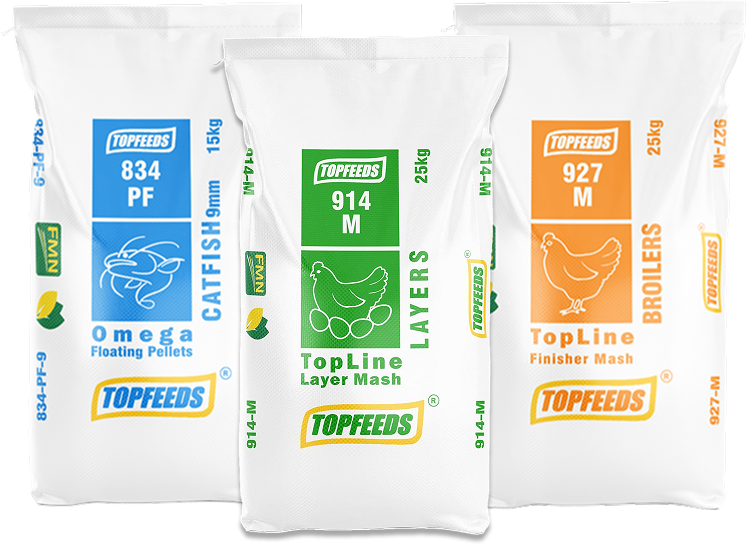 TOPFEEDS
834
PF
CATFISH 9mm 15kg
834-PF-9
FMN
Omega
Floating Pellets
834-PF-9
TOPFEEDS®
TOPFEEDS
914
M
LAYERS
25kg
914-M
914-M
FMN
TOPFEEDS®
TopLine
Layer Mash
914-M
914-M
TOPFEEDS®
TOPFEEDS
927
M
BROILERS
25kg
927-M
TOPFEEDS®
TopLine
Finisher Mash
927-M
TOPFEEDS®